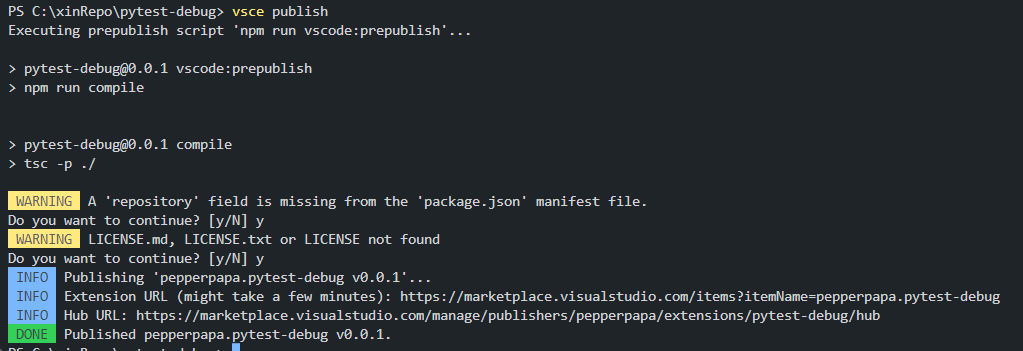 PS C:\xinRepo\pytest-debug> vsce publish
Executing prepublish script 'npm run vscode:prepublish'...
> pytest-debug@0.0.1 vscode:prepublish
> npm run compile
> pytest-debug@0.0.1 compile
> tsc -p ./
WARNING A 'repository' field is missing from the 'package.json' manifest file.
Do you want to continue? [y/N] y
WARNING LICENSE.md, LICENSE.txt or LICENSE not found
Do you want to continue? [y/N] y
INFO Publishing 'pepperpapa.pytest-debug v0.0.1'...
INFO Extension URL (might take a few minutes): https://marketplace.visualstudio.com/items?itemName=pepperpapa.pytest-debug
INFO Hub URL: https://marketplace.visualstudio.com/manage/publishers/pepperpapa/extensions/pytest-debug/hub
DONE Published pepperpapa.pytest-debug v0.0.1.
PS C:\xinRepo\pytest-debug>